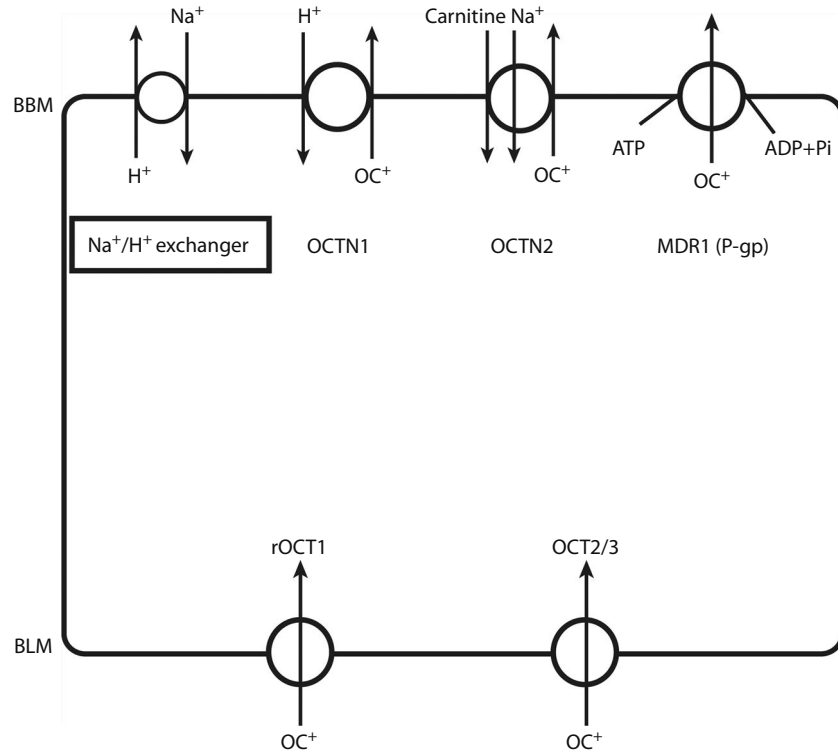 Na⁺ H⁺ Carnitine Na⁺
BBM
ATP ADP+Pi
H⁺ OC⁺ OC⁺ OC⁺
Na⁺/H⁺ exchanger OCTN1 OCTN2 MDR1 (P-gp)
rOCT1 OCT2/3
BLM
OC⁺ OC⁺